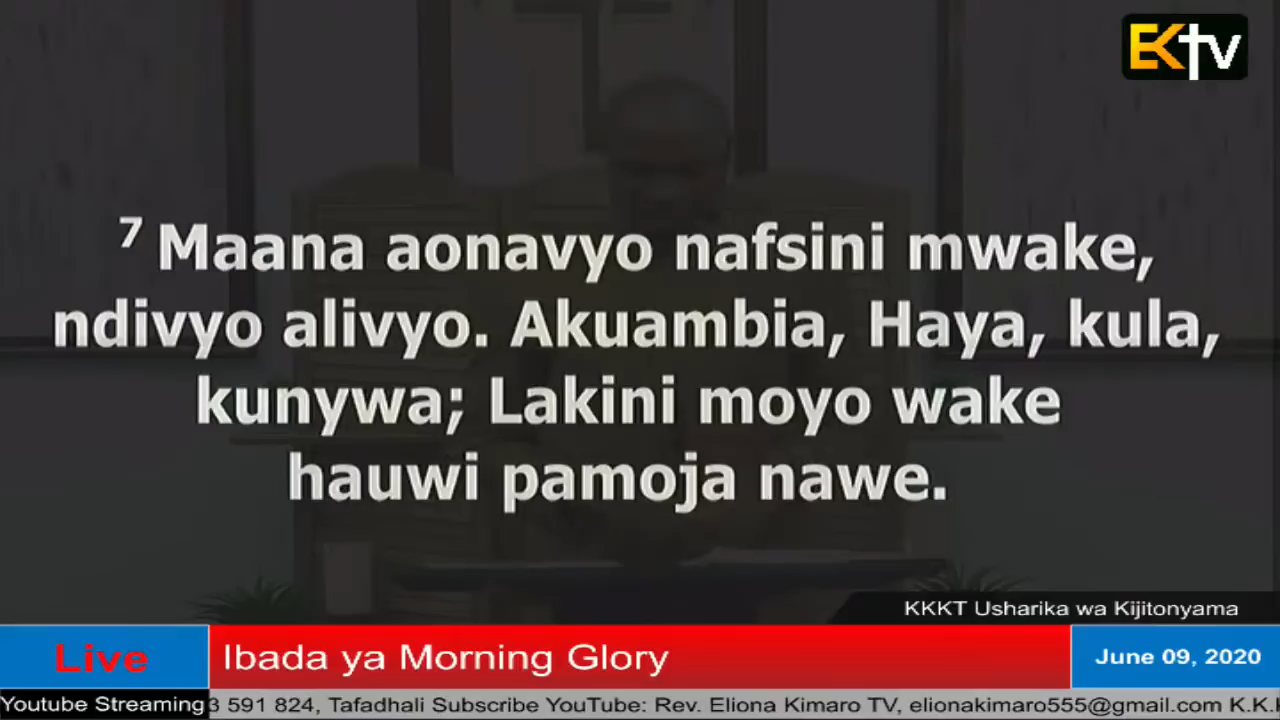 EKtv
7 Maana aonavyo nafsini mwake,
ndivyo alivyo. Akuambia, Haya, kula,
kunywa; Lakini moyo wake
hauwi pamoja nawe.
KKKT Usharika wa Kijitonyama
Live
Ibada ya Morning Glory
June 09, 2020
Youtube Streaming
3 591 824, Tafadhali Subscribe YouTube: Rev. Eliona Kimaro TV, elionakimaro555@gmail.com K.K.